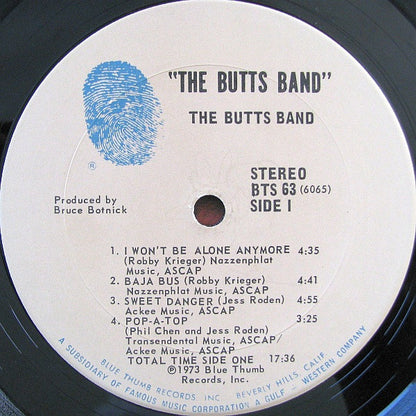 "THE BUTTS BAND"
THE BUTTS BAND
®
STEREO
BTS 63 (6065)
SIDE I
Produced by
Bruce Botnick
1. I WON'T BE ALONE ANYMORE 4:35
(Robby Krieger) Nazzenphlat
Music, ASCAP
2. BAJA BUS (Robby Krieger) 4:41
Nazzenphlat Music, ASCAP
3. SWEET DANGER (Jess Roden) 4:55
Ackee Music, ASCAP
4. POP-A-TOP 3:25
(Phil Chen and Jess Roden)
Transendental Music, ASCAP/
Ackee Music, ASCAP
TOTAL TIME SIDE ONE 17:36
©1973 Blue Thumb
Records, Inc.
BLUE THUMB RECORDS INC. BEVERLY HILLS, CALIF.
A SUBSIDIARY OF FAMOUS MUSIC CORPORATION A GULF + WESTERN COMPANY